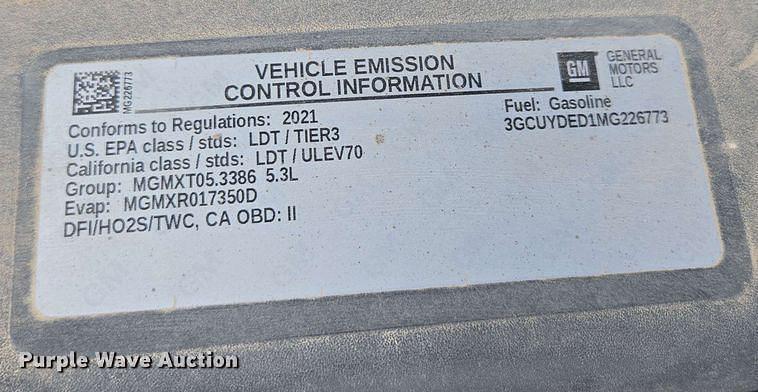 MG226773
VEHICLE EMISSION
CONTROL INFORMATION
GM
GENERAL
MOTORS
LLC
Conforms to Regulations: 2021
U.S. EPA class / stds: LDT / TIER3
California class / stds: LDT / ULEV70
Group: MGMXT05.3386 5.3L
Evap: MGMXR017350D
DFI/HO2S/TWC, CA OBD: II
Fuel: Gasoline
3GCUYDED1MG226773
Purple Wave Auction